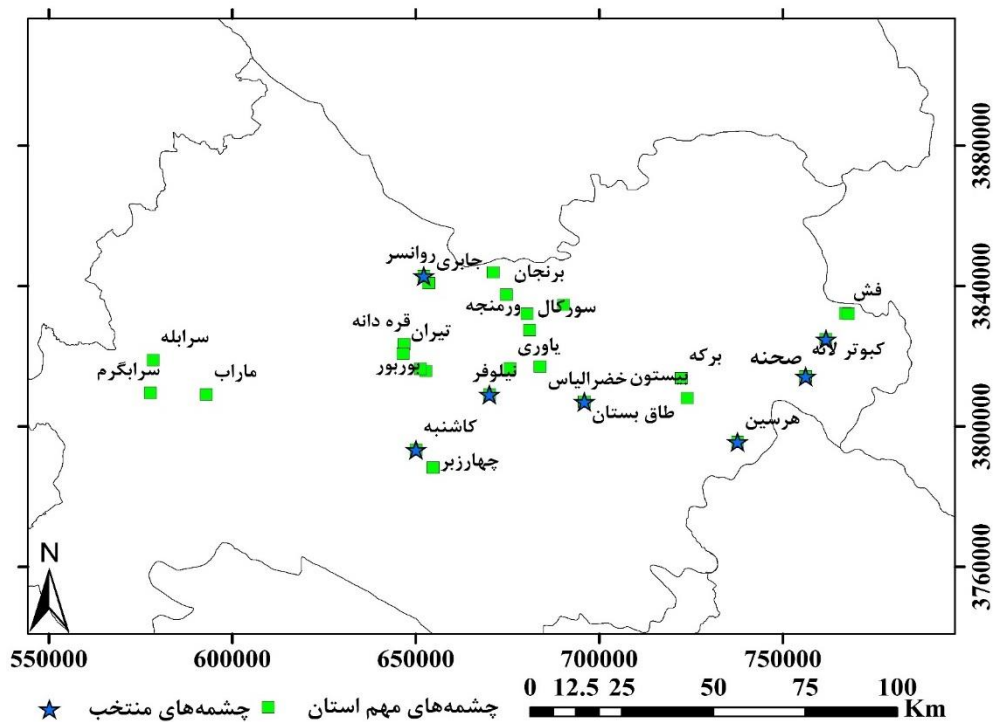 3880000
3840000
3800000
3760000
روانسر
جابری
برنجان
ورمنجه
سورکال
فش
قره دانه
تیران
یاوری
برکه
کبوتر لانه
صحنه
سرابله
سرابگرم
ماراب
بوربور
نیلوفر
خضرالیاس
بیستون
طاق بستان
هرسین
کاشنبه
چهارزبر
N
550000 600000 650000 700000 750000
چشمه‌های منتخب چشمه‌های مهم استان
0 12.5 25 50 75 100
Km